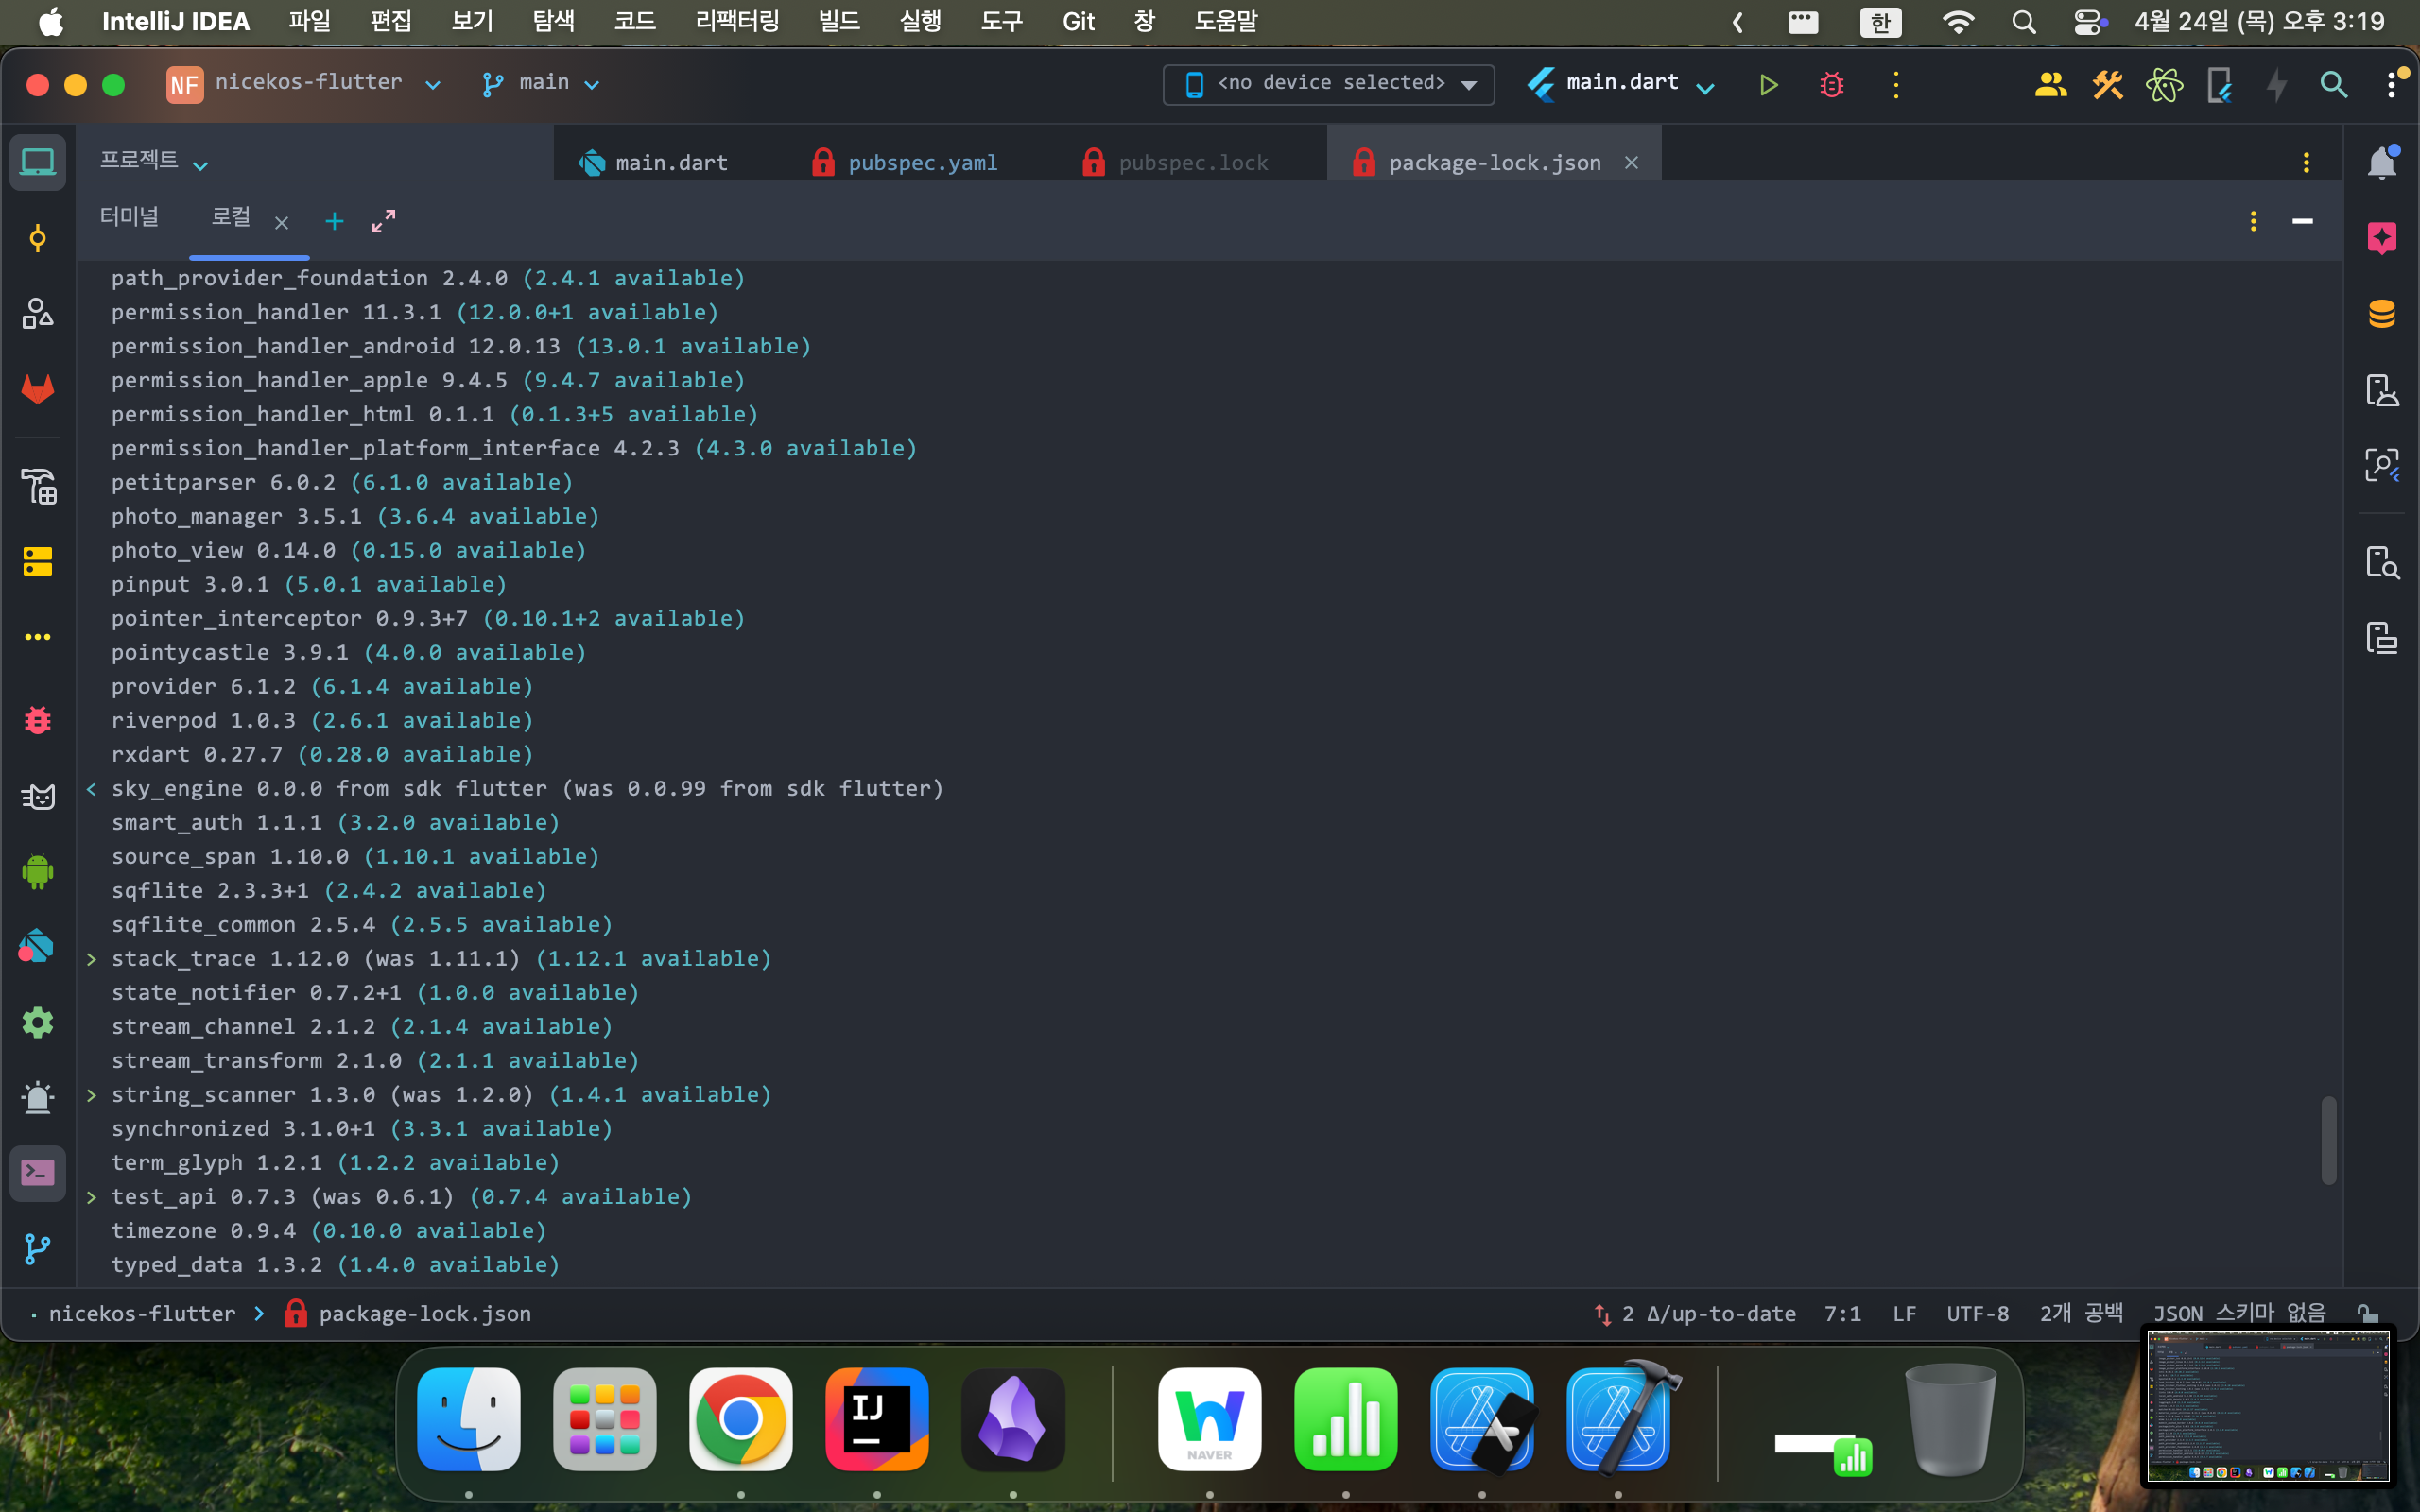 IntelliJ IDEA 파일 편집 보기 탐색 코드 리팩터링 빌드 실행 도구 Git 창 도움말 한 4월 24일 (목) 오후 3:19
NF nicekos-flutter main <no device selected> main.dart
프로젝트 main.dart pubspec.yaml pubspec.lock package-lock.json
터미널 로컬
path_provider_foundation 2.4.0 (2.4.1 available)
permission_handler 11.3.1 (12.0.0+1 available)
permission_handler_android 12.0.13 (13.0.1 available)
permission_handler_apple 9.4.5 (9.4.7 available)
permission_handler_html 0.1.1 (0.1.3+5 available)
permission_handler_platform_interface 4.2.3 (4.3.0 available)
petitparser 6.0.2 (6.1.0 available)
photo_manager 3.5.1 (3.6.4 available)
photo_view 0.14.0 (0.15.0 available)
pinput 3.0.1 (5.0.1 available)
pointer_interceptor 0.9.3+7 (0.10.1+2 available)
pointycastle 3.9.1 (4.0.0 available)
provider 6.1.2 (6.1.4 available)
riverpod 1.0.3 (2.6.1 available)
rxdart 0.27.7 (0.28.0 available)
< sky_engine 0.0.0 from sdk flutter (was 0.0.99 from sdk flutter)
smart_auth 1.1.1 (3.2.0 available)
source_span 1.10.0 (1.10.1 available)
sqflite 2.3.3+1 (2.4.2 available)
sqflite_common 2.5.4 (2.5.5 available)
> stack_trace 1.12.0 (was 1.11.1) (1.12.1 available)
state_notifier 0.7.2+1 (1.0.0 available)
stream_channel 2.1.2 (2.1.4 available)
stream_transform 2.1.0 (2.1.1 available)
> string_scanner 1.3.0 (was 1.2.0) (1.4.1 available)
synchronized 3.1.0+1 (3.3.1 available)
term_glyph 1.2.1 (1.2.2 available)
> test_api 0.7.3 (was 0.6.1) (0.7.4 available)
timezone 0.9.4 (0.10.0 available)
typed_data 1.3.2 (1.4.0 available)
nicekos-flutter > package-lock.json 2 Δ/up-to-date 7:1 LF UTF-8 2개 공백 JSON 스키마 없음
IJ
NAVER